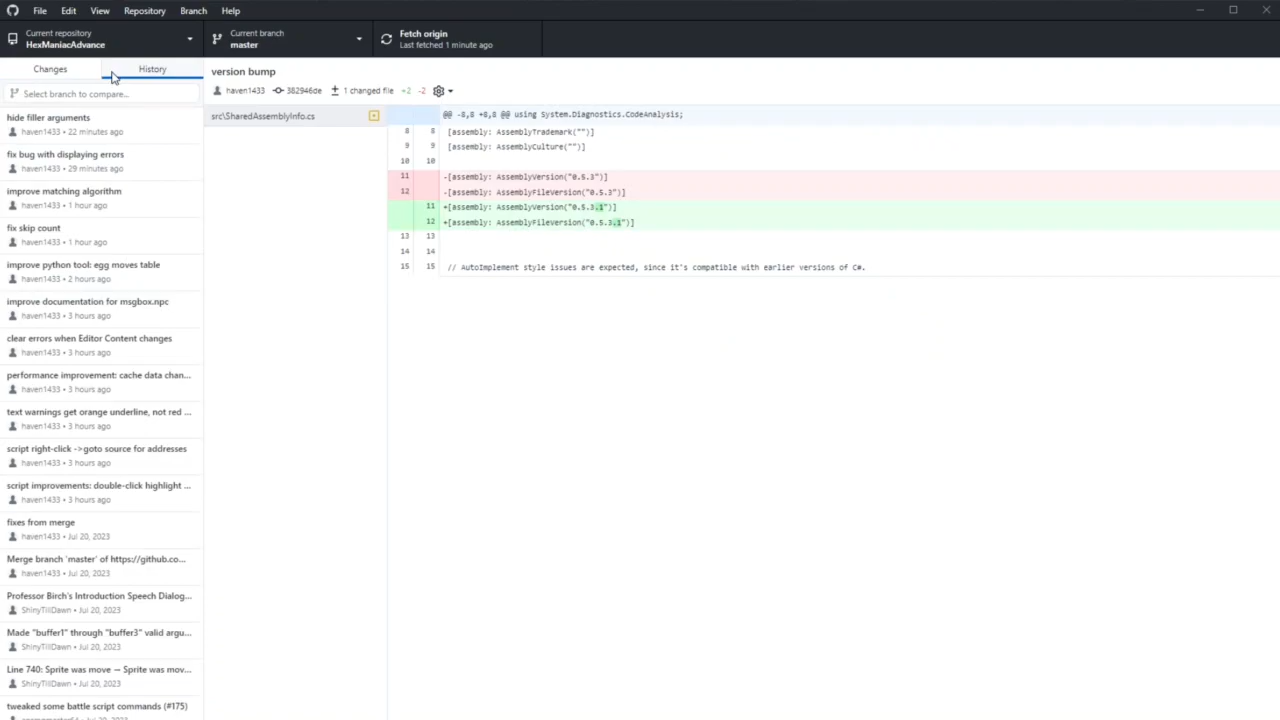 File Edit View Repository Branch Help
Current repository
HexManiacAdvance
Current branch
master
Fetch origin
Last fetched 1 minute ago
Changes
History
Select branch to compare...
hide filler arguments
haven1433 • 22 minutes ago
fix bug with displaying errors
haven1433 • 29 minutes ago
improve matching algorithm
haven1433 • 1 hour ago
fix skip count
haven1433 • 1 hour ago
improve python tool: egg moves table
haven1433 • 2 hours ago
improve documentation for msgbox.npc
haven1433 • 3 hours ago
clear errors when Editor Content changes
haven1433 • 3 hours ago
performance improvement: cache data chan...
haven1433 • 3 hours ago
text warnings get orange underline, not red ...
haven1433 • 3 hours ago
script right-click ->goto source for addresses
haven1433 • 3 hours ago
script improvements: double-click highlight ...
haven1433 • 3 hours ago
fixes from merge
haven1433 • Jul 20, 2023
Merge branch 'master' of https://github.co...
haven1433 • Jul 20, 2023
Professor Birch's Introduction Speech Dialog...
ShinyTillDawn • Jul 20, 2023
Made "buffer1" through "buffer3" valid argu...
ShinyTillDawn • Jul 20, 2023
Line 740: Sprite was move — Sprite was mov...
ShinyTillDawn • Jul 20, 2023
tweaked some battle script commands (#175)
version bump
haven1433 382946de 1 changed file +2 -2
src\SharedAssemblyInfo.cs
@@ -8,8 +8,8 @@ using System.Diagnostics.CodeAnalysis;
8 8 [assembly: AssemblyTrademark("")]
9 9 [assembly: AssemblyCulture("")]
10 10
11 -[assembly: AssemblyVersion("0.5.3")]
12 -[assembly: AssemblyFileVersion("0.5.3")]
11 +[assembly: AssemblyVersion("0.5.3.1")]
12 +[assembly: AssemblyFileVersion("0.5.3.1")]
13 13
14 14
15 15 // AutoImplement style issues are expected, since it's compatible with earlier versions of C#.